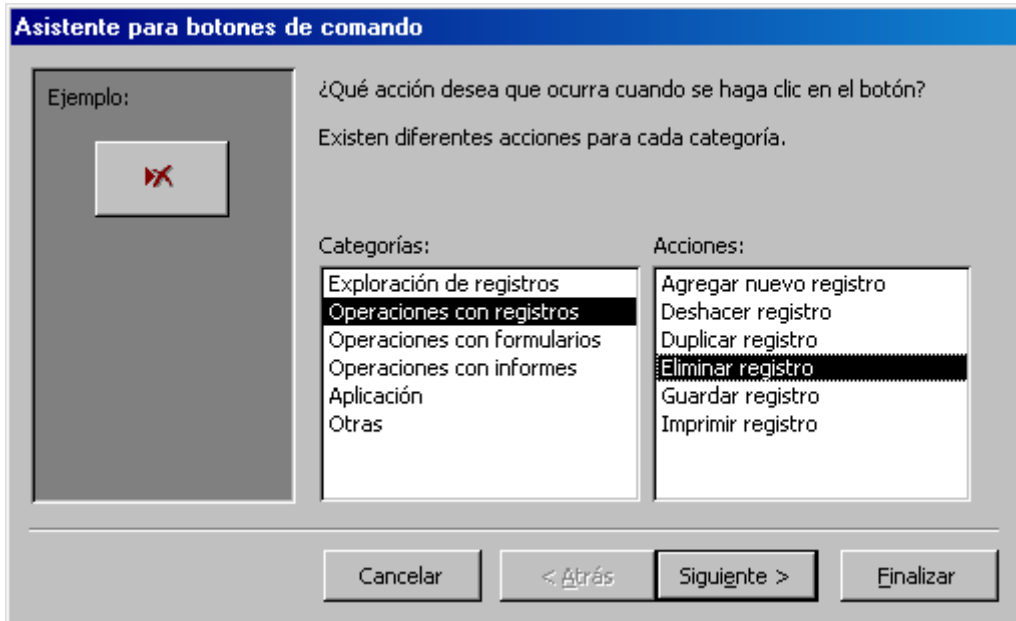 Asistente para botones de comando
Ejemplo:
¿Qué acción desea que ocurra cuando se haga clic en el botón?
Existen diferentes acciones para cada categoría.
Categorías:
Exploración de registros
Operaciones con registros
Operaciones con formularios
Operaciones con informes
Aplicación
Otras
Acciones:
Agregar nuevo registro
Deshacer registro
Duplicar registro
Eliminar registro
Guardar registro
Imprimir registro
Cancelar
< Atrás
Siguiente >
Finalizar